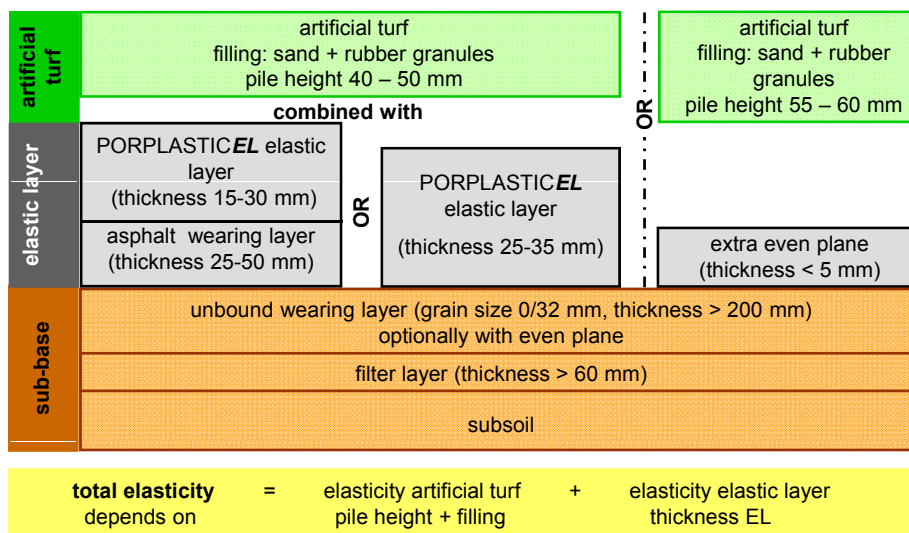 artificial turf
artificial turf
filling: sand + rubber granules
pile height 40 – 50 mm
combined with
OR
artificial turf
filling: sand + rubber
granules
pile height 55 – 60 mm
elastic layer
PORPLASTICEL elastic
layer
(thickness 15-30 mm)
asphalt wearing layer
(thickness 25-50 mm)
OR
PORPLASTICEL
elastic layer
(thickness 25-35 mm)
extra even plane
(thickness < 5 mm)
sub-base
unbound wearing layer (grain size 0/32 mm, thickness > 200 mm)
optionally with even plane
filter layer (thickness > 60 mm)
subsoil
total elasticity = elasticity artificial turf + elasticity elastic layer
depends on pile height + filling thickness EL